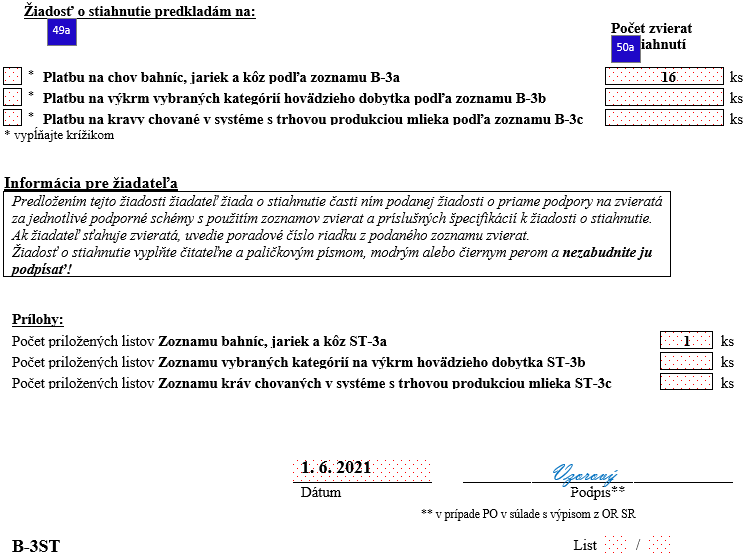 Žiadosť o stiahnutie predkladám na:
49a
Počet zvierat
50a iahnutí
* Platbu na chov bahníc, jariek a kôz podľa zoznamu B-3a 16 ks
* Platbu na výkrm vybraných kategórií hovädzieho dobytka podľa zoznamu B-3b ks
* Platbu na kravy chované v systéme s trhovou produkciou mlieka podľa zoznamu B-3c ks
* vypĺňajte krížikom
Informácia pre žiadateľa
Predložením tejto žiadosti žiadateľ žiada o stiahnutie časti ním podanej žiadosti o priame podpory na zvieratá
za jednotlivé podporné schémy s použitím zoznamov zvierat a príslušných špecifikácií k žiadosti o stiahnutie.
Ak žiadateľ sťahuje zvieratá, uvedie poradové číslo riadku z podaného zoznamu zvierat.
Žiadosť o stiahnutie vyplňte čitateľne a paličkovým písmom, modrým alebo čiernym perom a nezabudnite ju
podpísať!
Prílohy:
Počet priložených listov Zoznamu bahníc, jariek a kôz ST-3a 1 ks
Počet priložených listov Zoznamu vybraných kategórií na výkrm hovädzieho dobytka ST-3b ks
Počet priložených listov Zoznamu kráv chovaných v systéme s trhovou produkciou mlieka ST-3c ks
1. 6. 2021 Vzorový
Dátum Podpis**
** v prípade PO v súlade s výpisom z OR SR
B-3ST List /